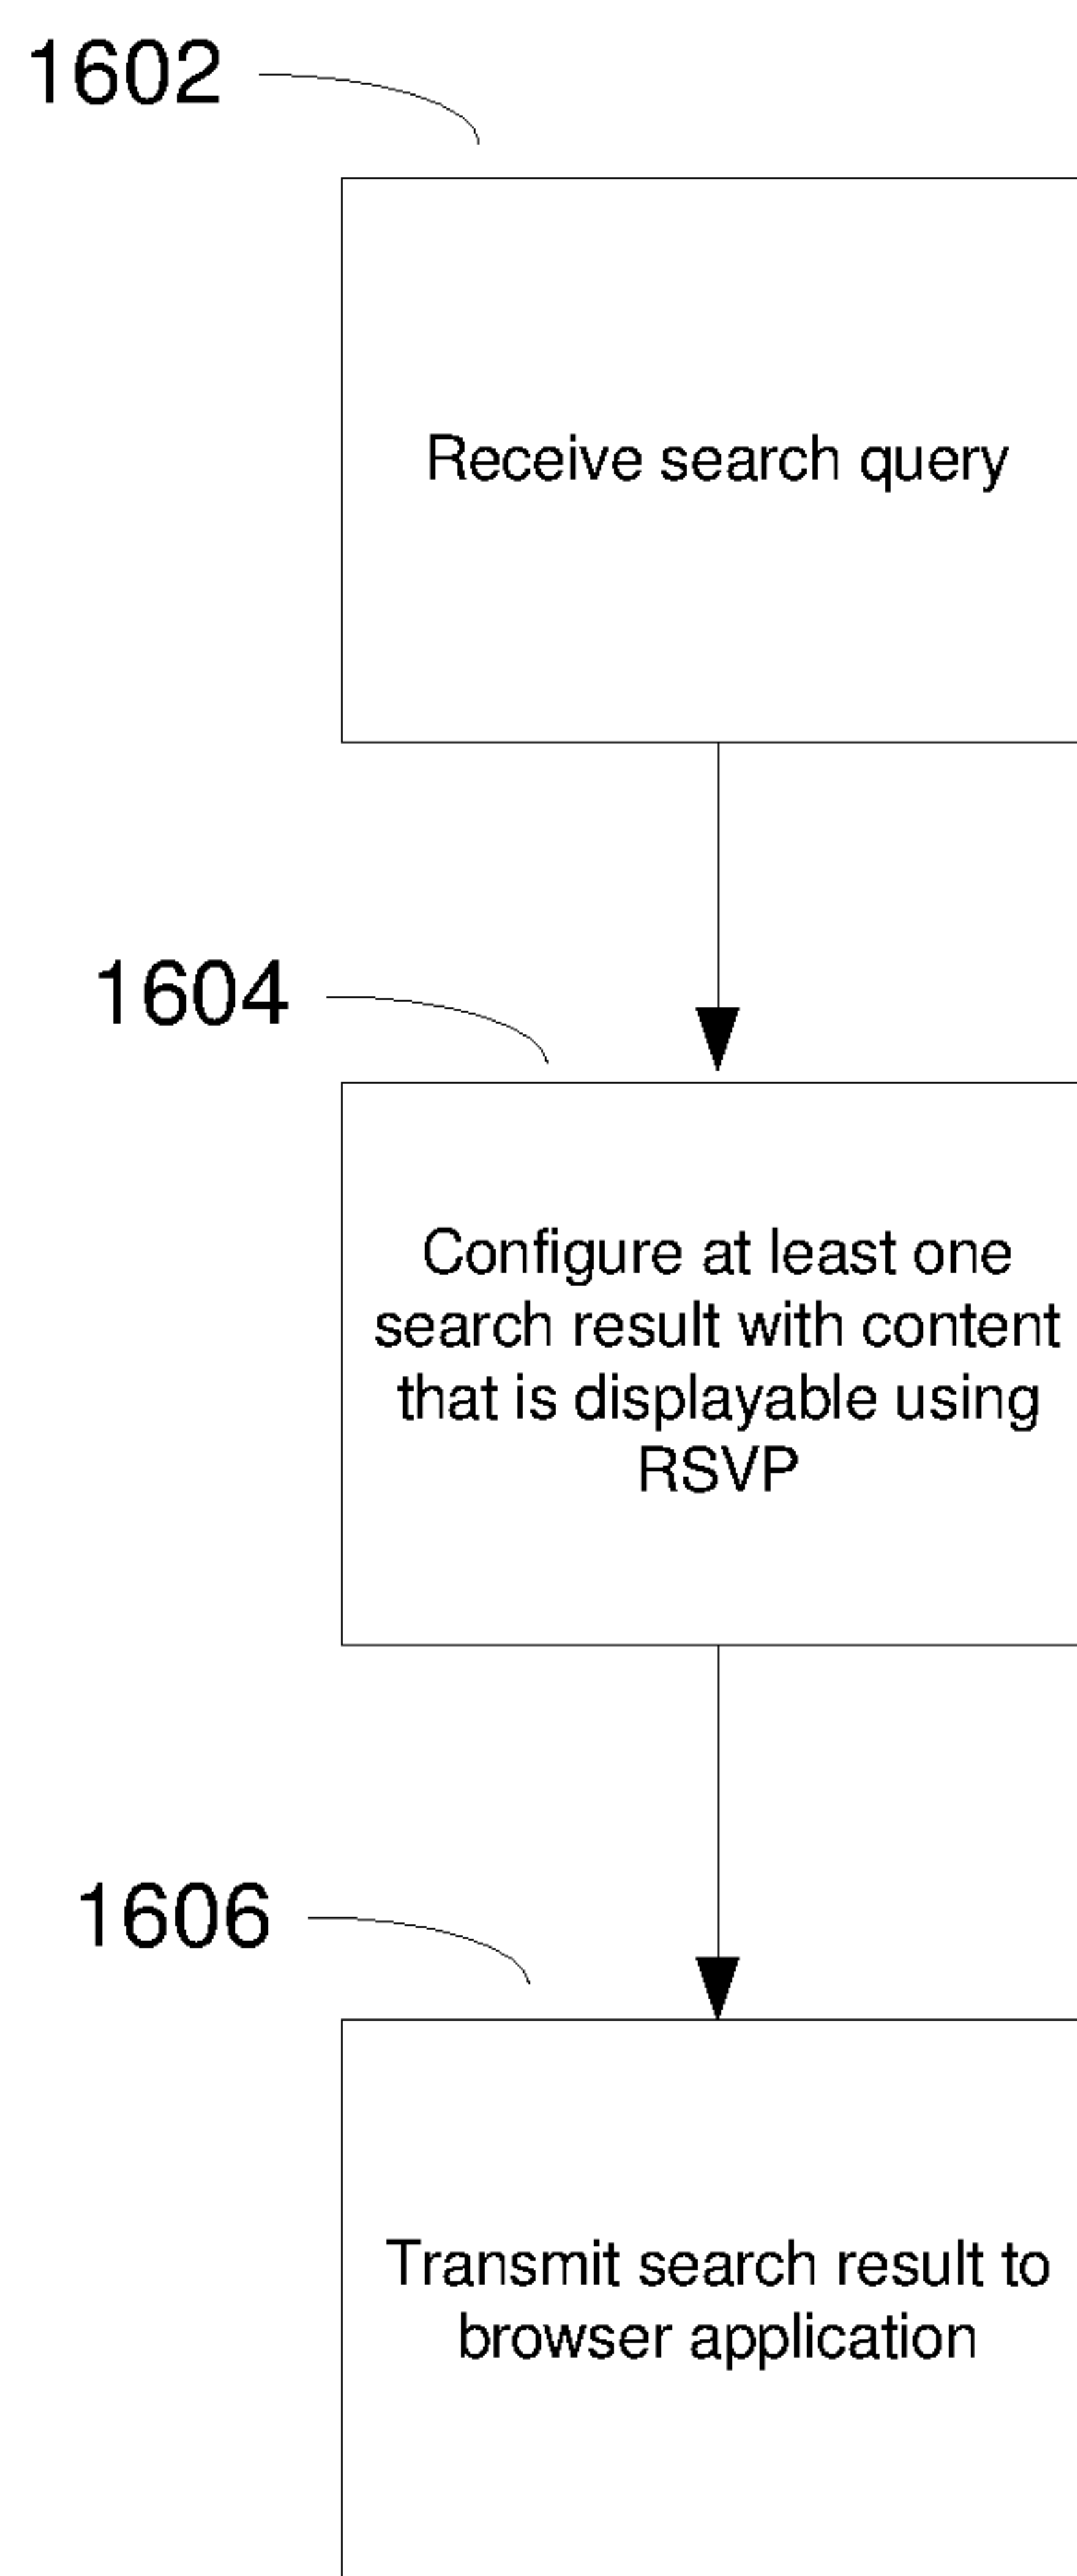 1602
Receive search query
1604
Configure at least one
search result with content
that is displayable using
RSVP
1606
Transmit search result to
browser application